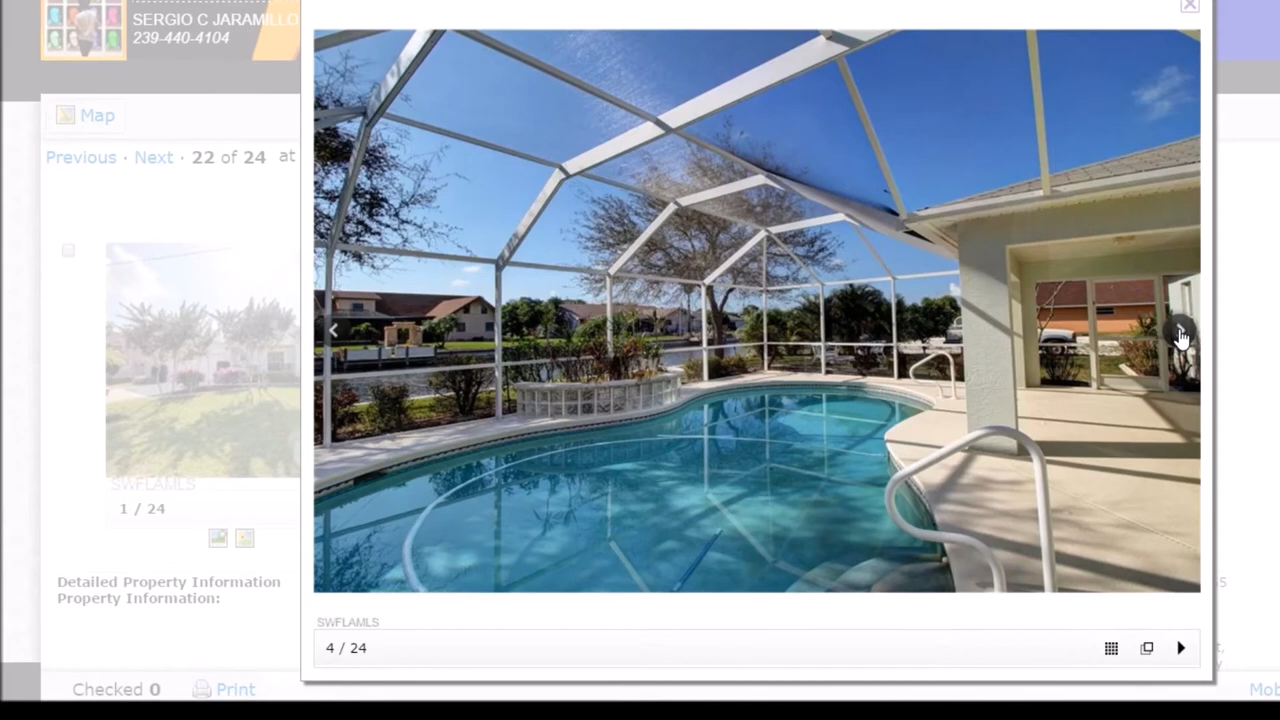 SERGIO C JARAMILLO
239-440-4104
Map
Previous · Next · 22 of 24 at
SWFLAMLS
1 / 24
Detailed Property Information
Property Information:
SWFLAMLS
4 / 24
Checked 0
Print
Mob